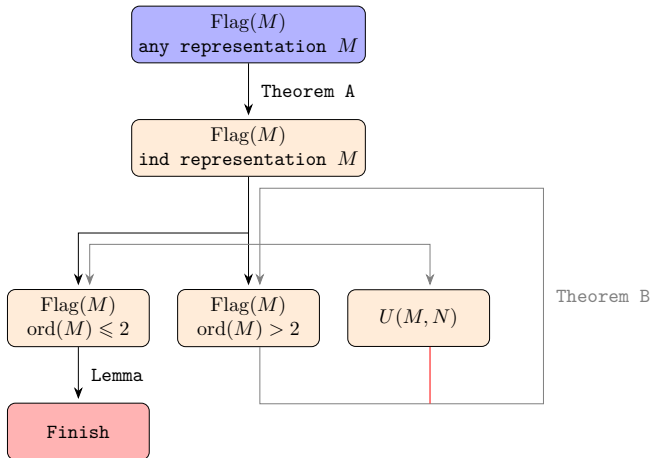 Flag(M)
any representation M
Theorem A
Flag(M)
ind representation M
Theorem B
Flag(M)
ord(M) ⩽ 2
Flag(M)
ord(M) > 2
U(M, N)
Lemma
Finish